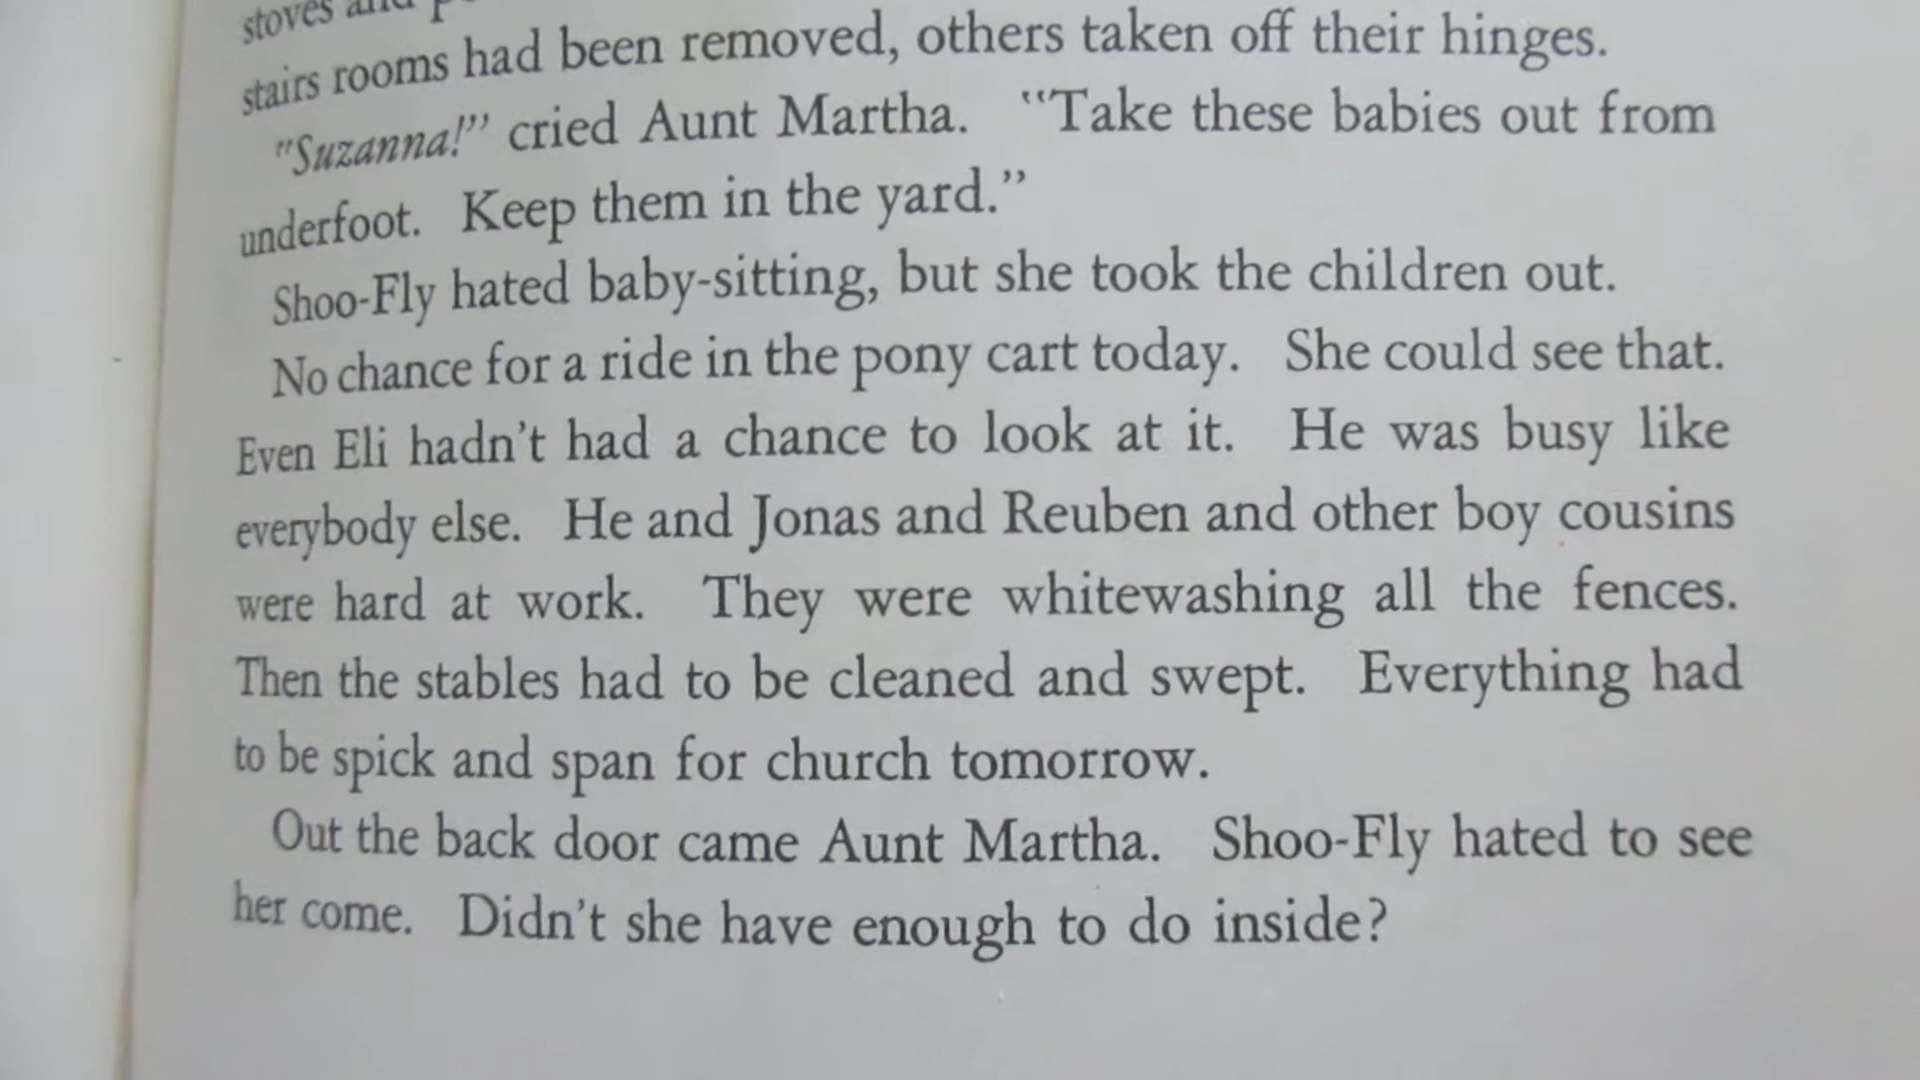 stoves and
stairs rooms had been removed, others taken off their hinges.
"Suzanna!" cried Aunt Martha. "Take these babies out from
underfoot. Keep them in the yard."
Shoo-Fly hated baby-sitting, but she took the children out.
No chance for a ride in the pony cart today. She could see that.
Even Eli hadn't had a chance to look at it. He was busy like
everybody else. He and Jonas and Reuben and other boy cousins
were hard at work. They were whitewashing all the fences.
Then the stables had to be cleaned and swept. Everything had
to be spick and span for church tomorrow.
Out the back door came Aunt Martha. Shoo-Fly hated to see
her come. Didn't she have enough to do inside?